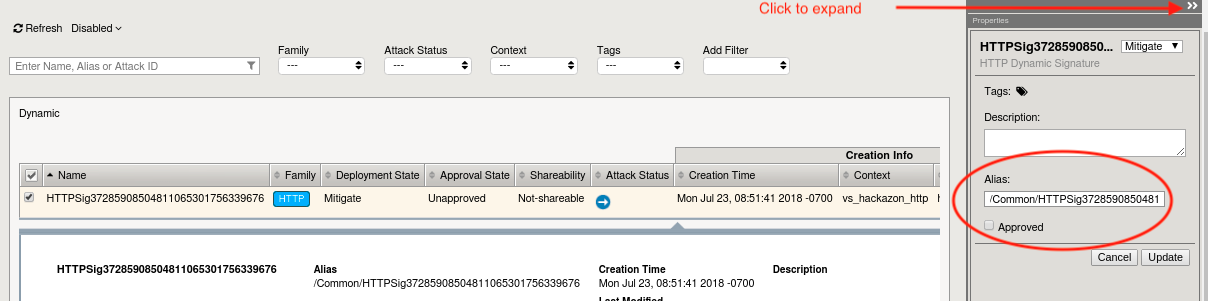 Click to expand
Refresh Disabled
Properties
HTTPSig3728590850... Mitigate
HTTP Dynamic Signature
Family Attack Status Context Tags Add Filter
Enter Name, Alias or Attack ID --- --- --- ---
Tags:
Description:
Dynamic
Creation Info
Name Family Deployment State Approval State Shareability Attack Status Creation Time Context
HTTPSig37285908504811065301756339676 HTTP Mitigate Unapproved Not-shareable Mon Jul 23, 08:51:41 2018 -0700 vs_hackazon_http
Alias:
/Common/HTTPSig3728590850481
Approved
Cancel Update
HTTPSig37285908504811065301756339676 Alias Creation Time Description
/Common/HTTPSig37285908504811065301756339676 Mon Jul 23, 08:51:41 2018 -0700
Last Modified